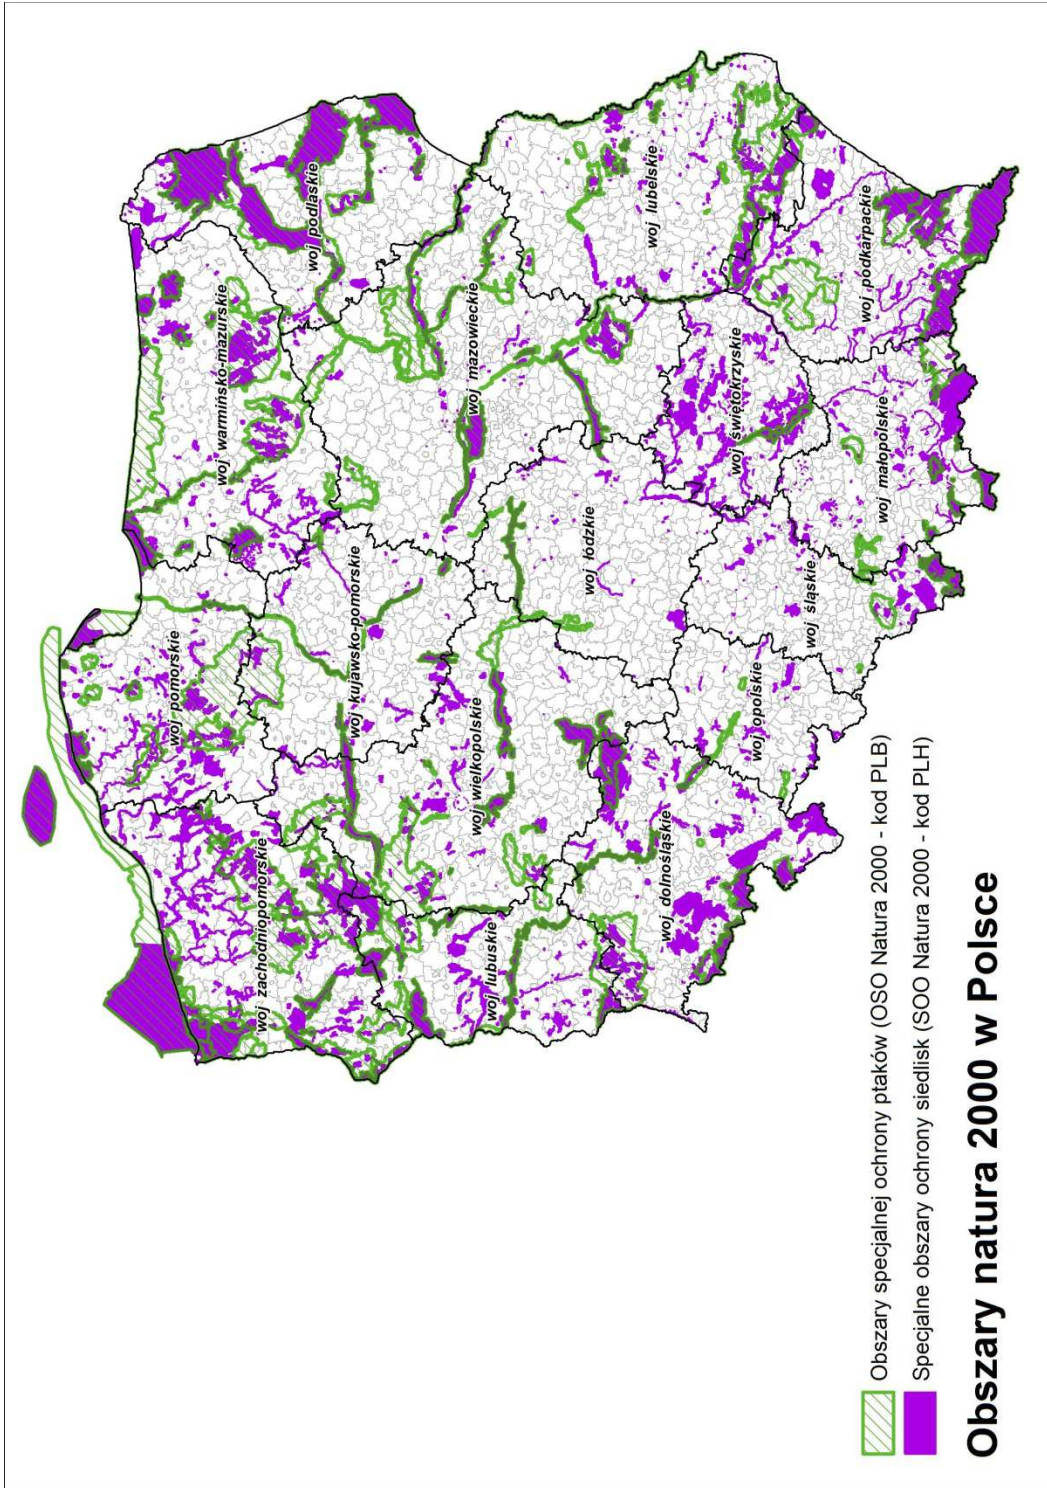 woj pomorskie
woj warmińsko-mazurskie
woj podlaskie
woj zachodniopomorskie
woj kujawsko-pomorskie
woj mazowieckie
woj wielkopolskie
woj lubuskie
woj łódzkie
woj lubelskie
woj dolnośląskie
woj opolskie
woj świętokrzyskie
woj śląskie
woj małopolskie
woj podkarpackie
Obszary specjalnej ochrony ptaków (OSO Natura 2000 - kod PLB)
Specjalne obszary ochrony siedlisk (SOO Natura 2000 - kod PLH)
Obszary natura 2000 w Polsce